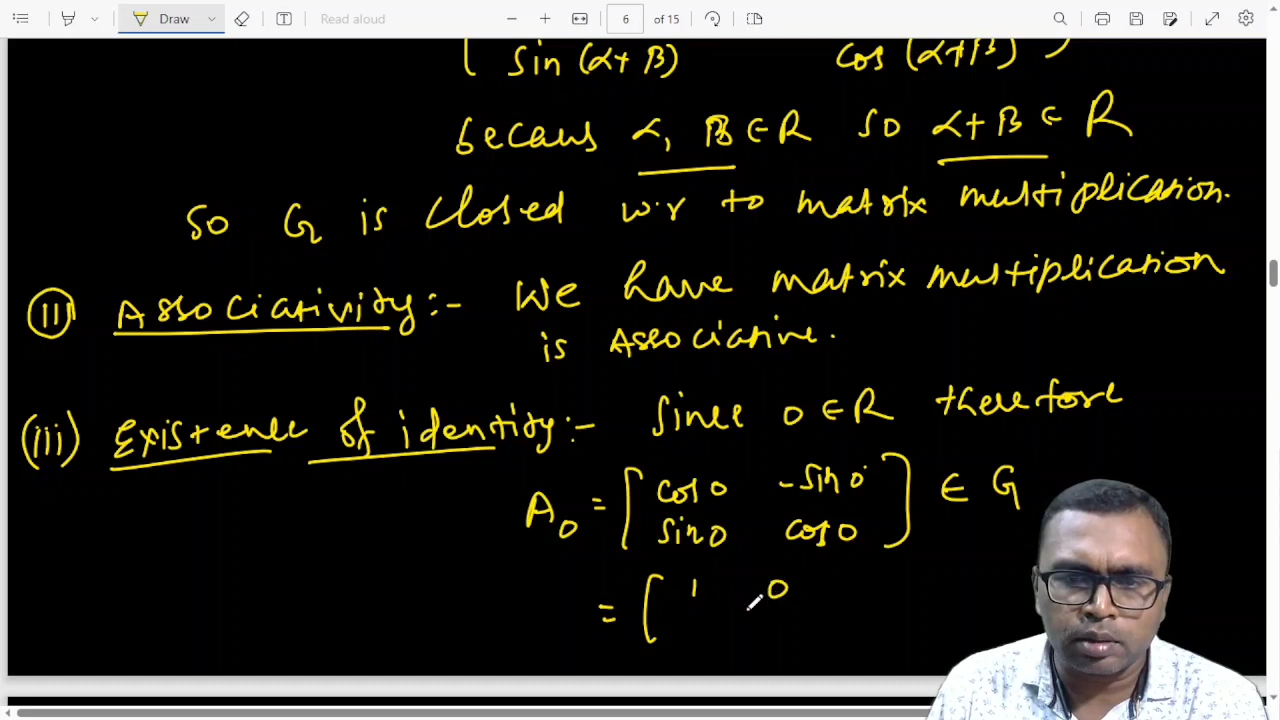 Draw
Read aloud
6 of 15
sin (α+β) cos (α+β)
becaus α, β ∈ R so α+β ∈ R
So G is closed w.r to matrix multiplication.
(ii) Associativity:- We have matrix multiplication
is Associative.
(iii) Existence of identity:- Since 0 ∈ R therefore
A₀ = [ cos 0 -sin 0
sin 0 cos 0 ] ∈ G
= [ 1 0